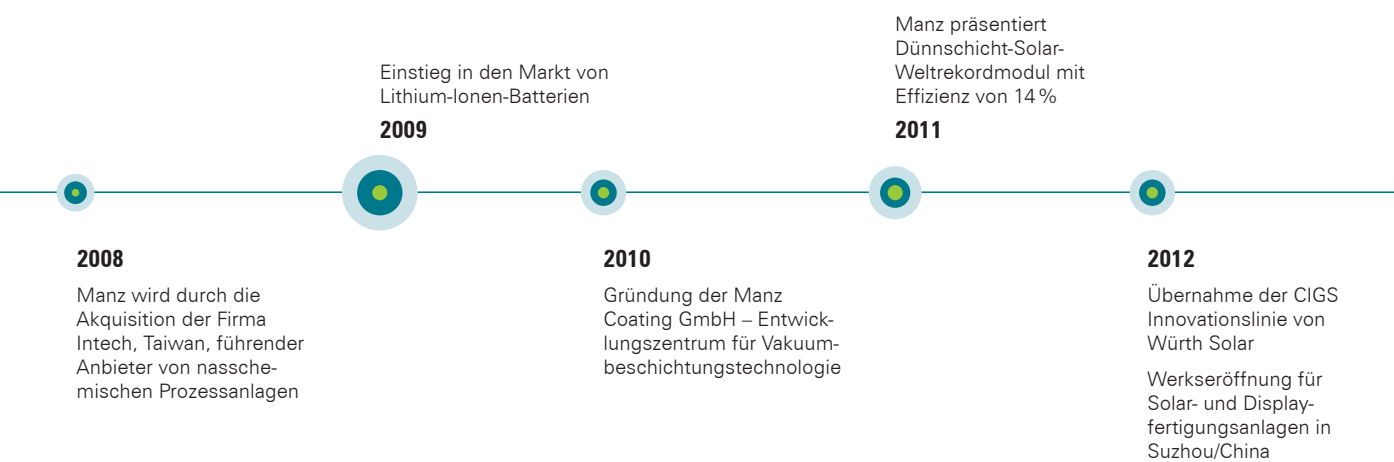 2008
Manz wird durch die
Akquisition der Firma
Intech, Taiwan, führender
Anbieter von nassche-
mischen Prozessanlagen
Einstieg in den Markt von
Lithium-Ionen-Batterien
2009
2010
Gründung der Manz
Coating GmbH – Entwick-
lungszentrum für Vakuum-
beschichtungstechnologie
Manz präsentiert
Dünnschicht-Solar-
Weltrekordmodul mit
Effizienz von 14 %
2011
2012
Übernahme der CIGS
Innovationslinie von
Würth Solar
Werkseröffnung für
Solar- und Display-
fertigungsanlagen in
Suzhou/China